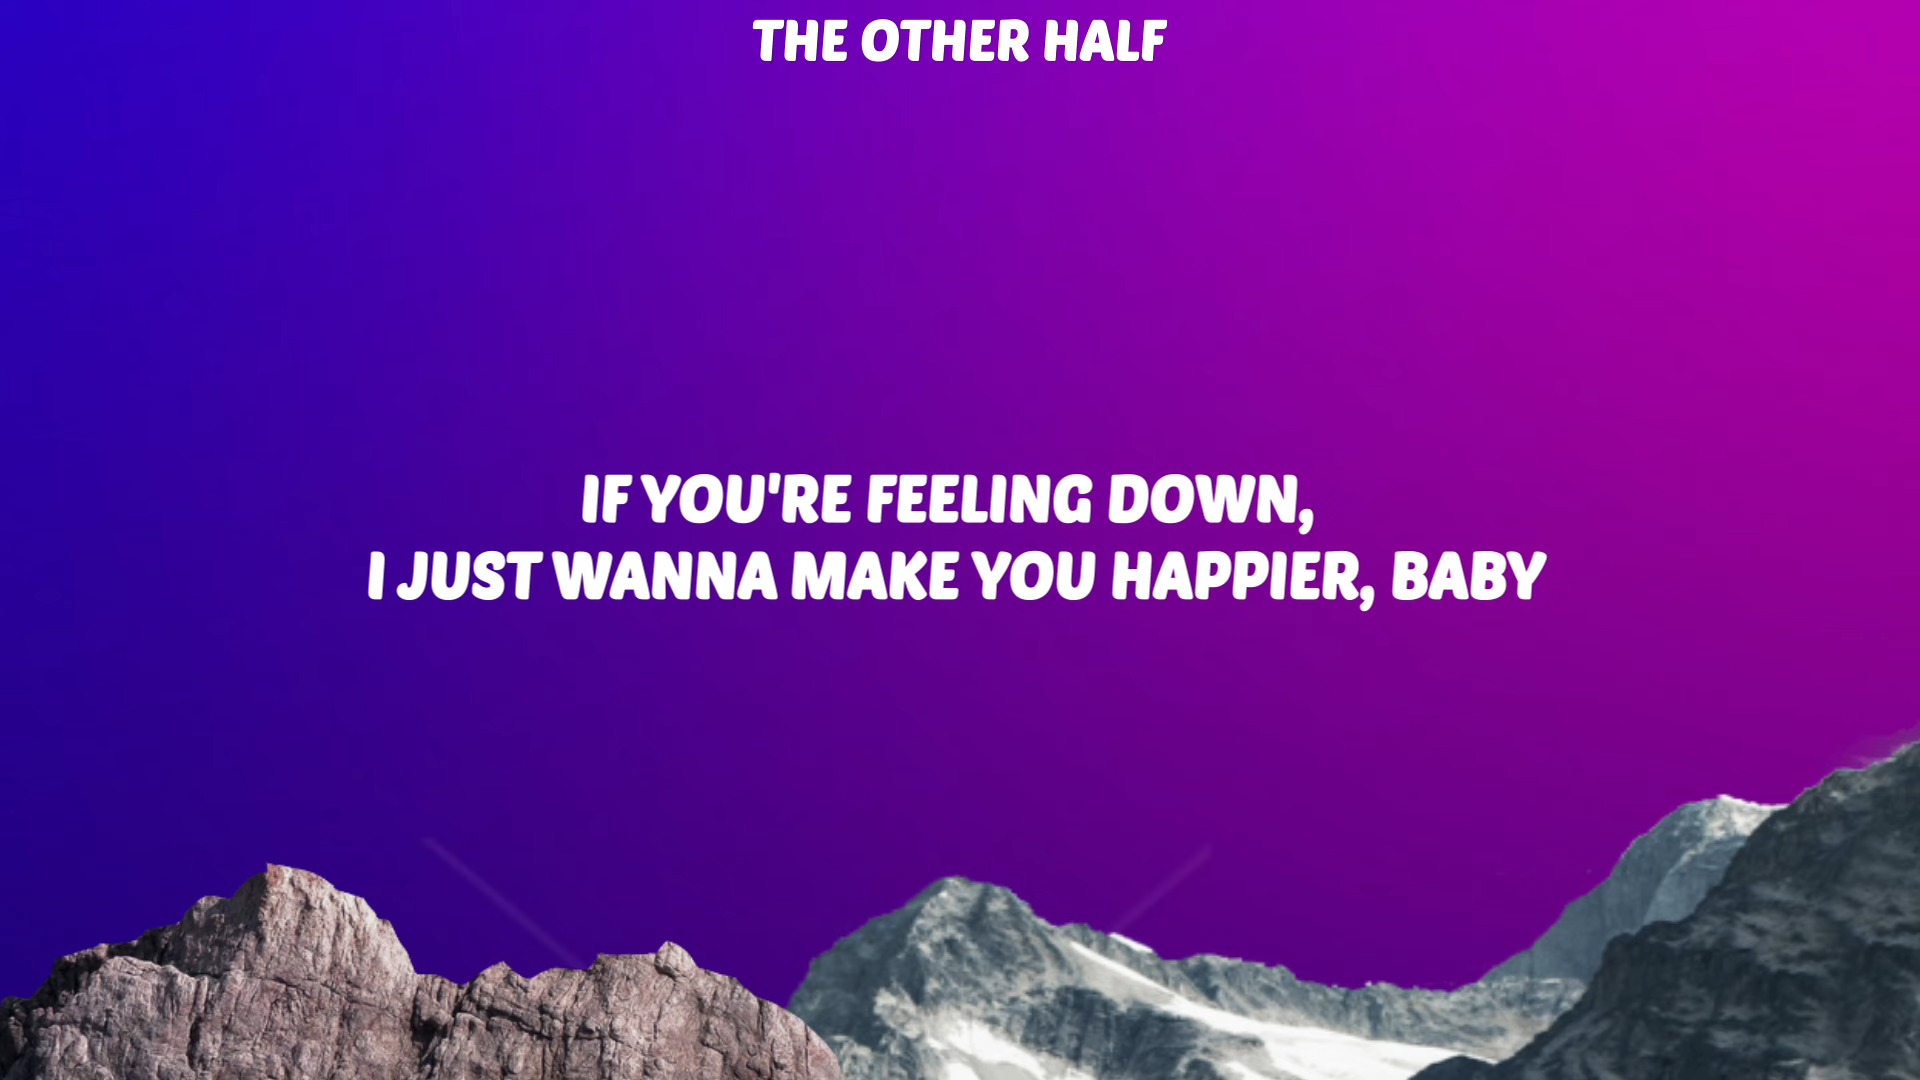 THE OTHER HALF
IF YOU'RE FEELING DOWN,
I JUST WANNA MAKE YOU HAPPIER, BABY